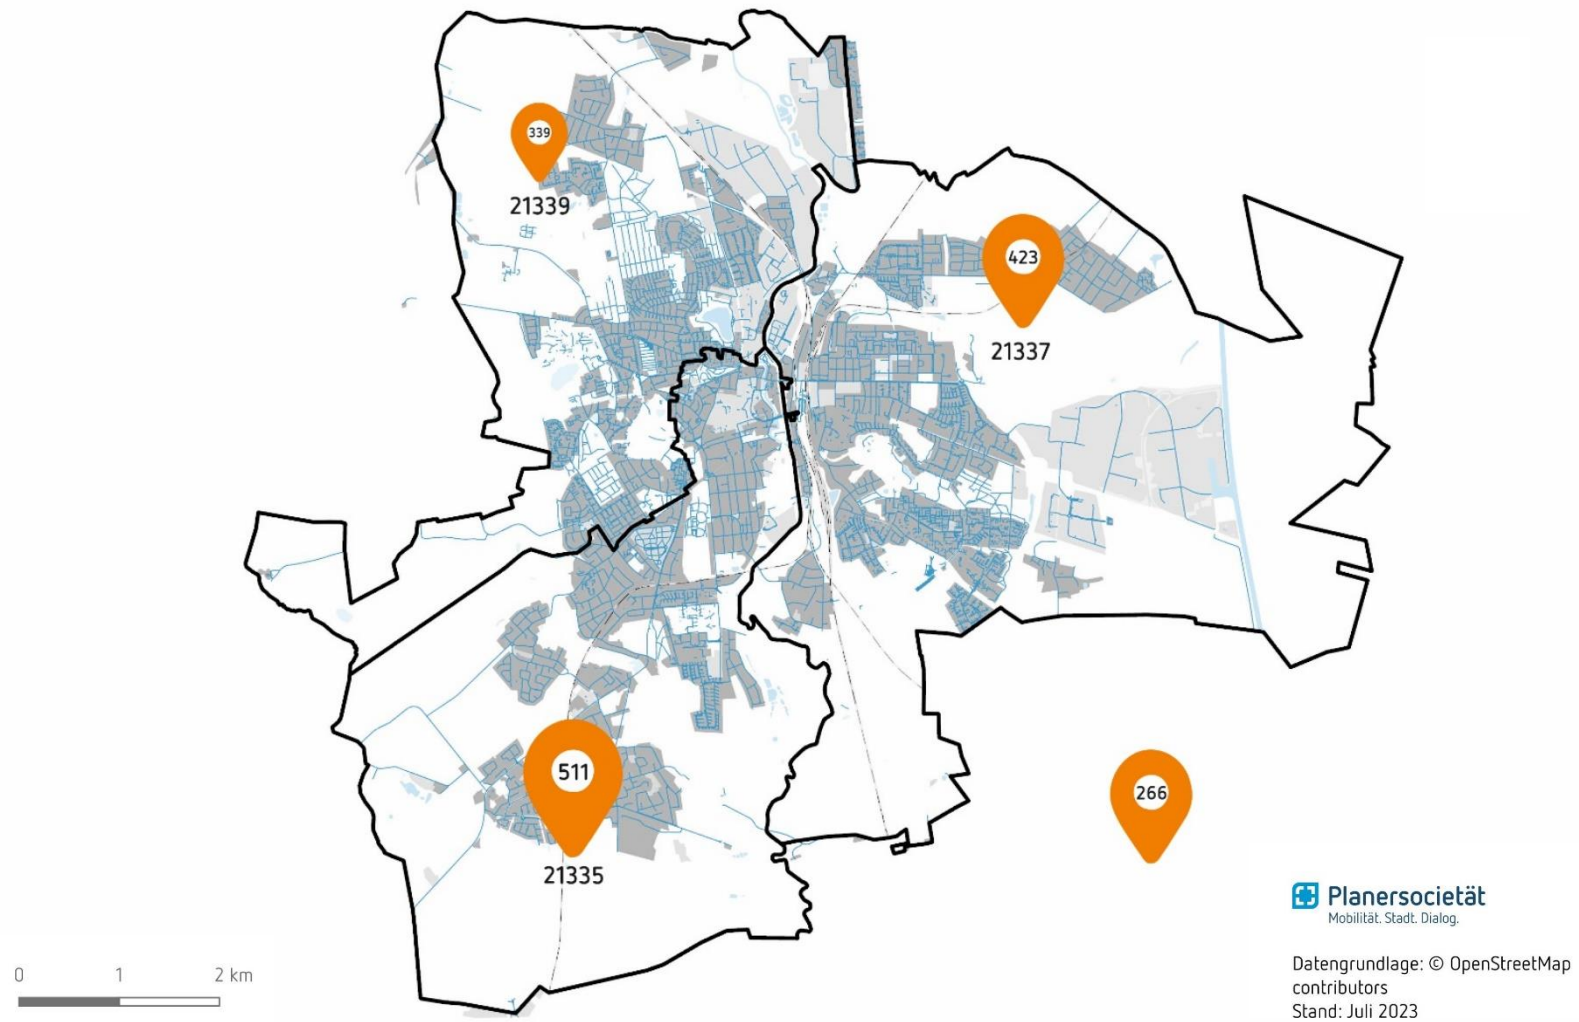 339
21339
423
21337
511
21335
266
Planersocietät
Mobilität. Stadt. Dialog.
0 1 2 km
Datengrundlage: © OpenStreetMap
contributors
Stand: Juli 2023